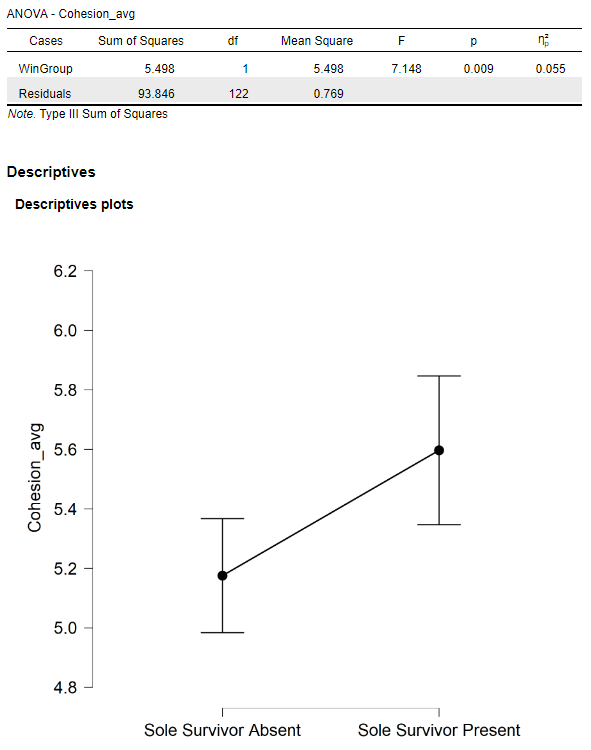 ANOVA - Cohesion_avg
Cases Sum of Squares df Mean Square F p η²p
WinGroup 5.498 1 5.498 7.148 0.009 0.055
Residuals 93.846 122 0.769
Note. Type III Sum of Squares
Descriptives
Descriptives plots
6.2
6.0
5.8
5.6
5.4
5.2
5.0
4.8
Cohesion_avg
Sole Survivor Absent Sole Survivor Present